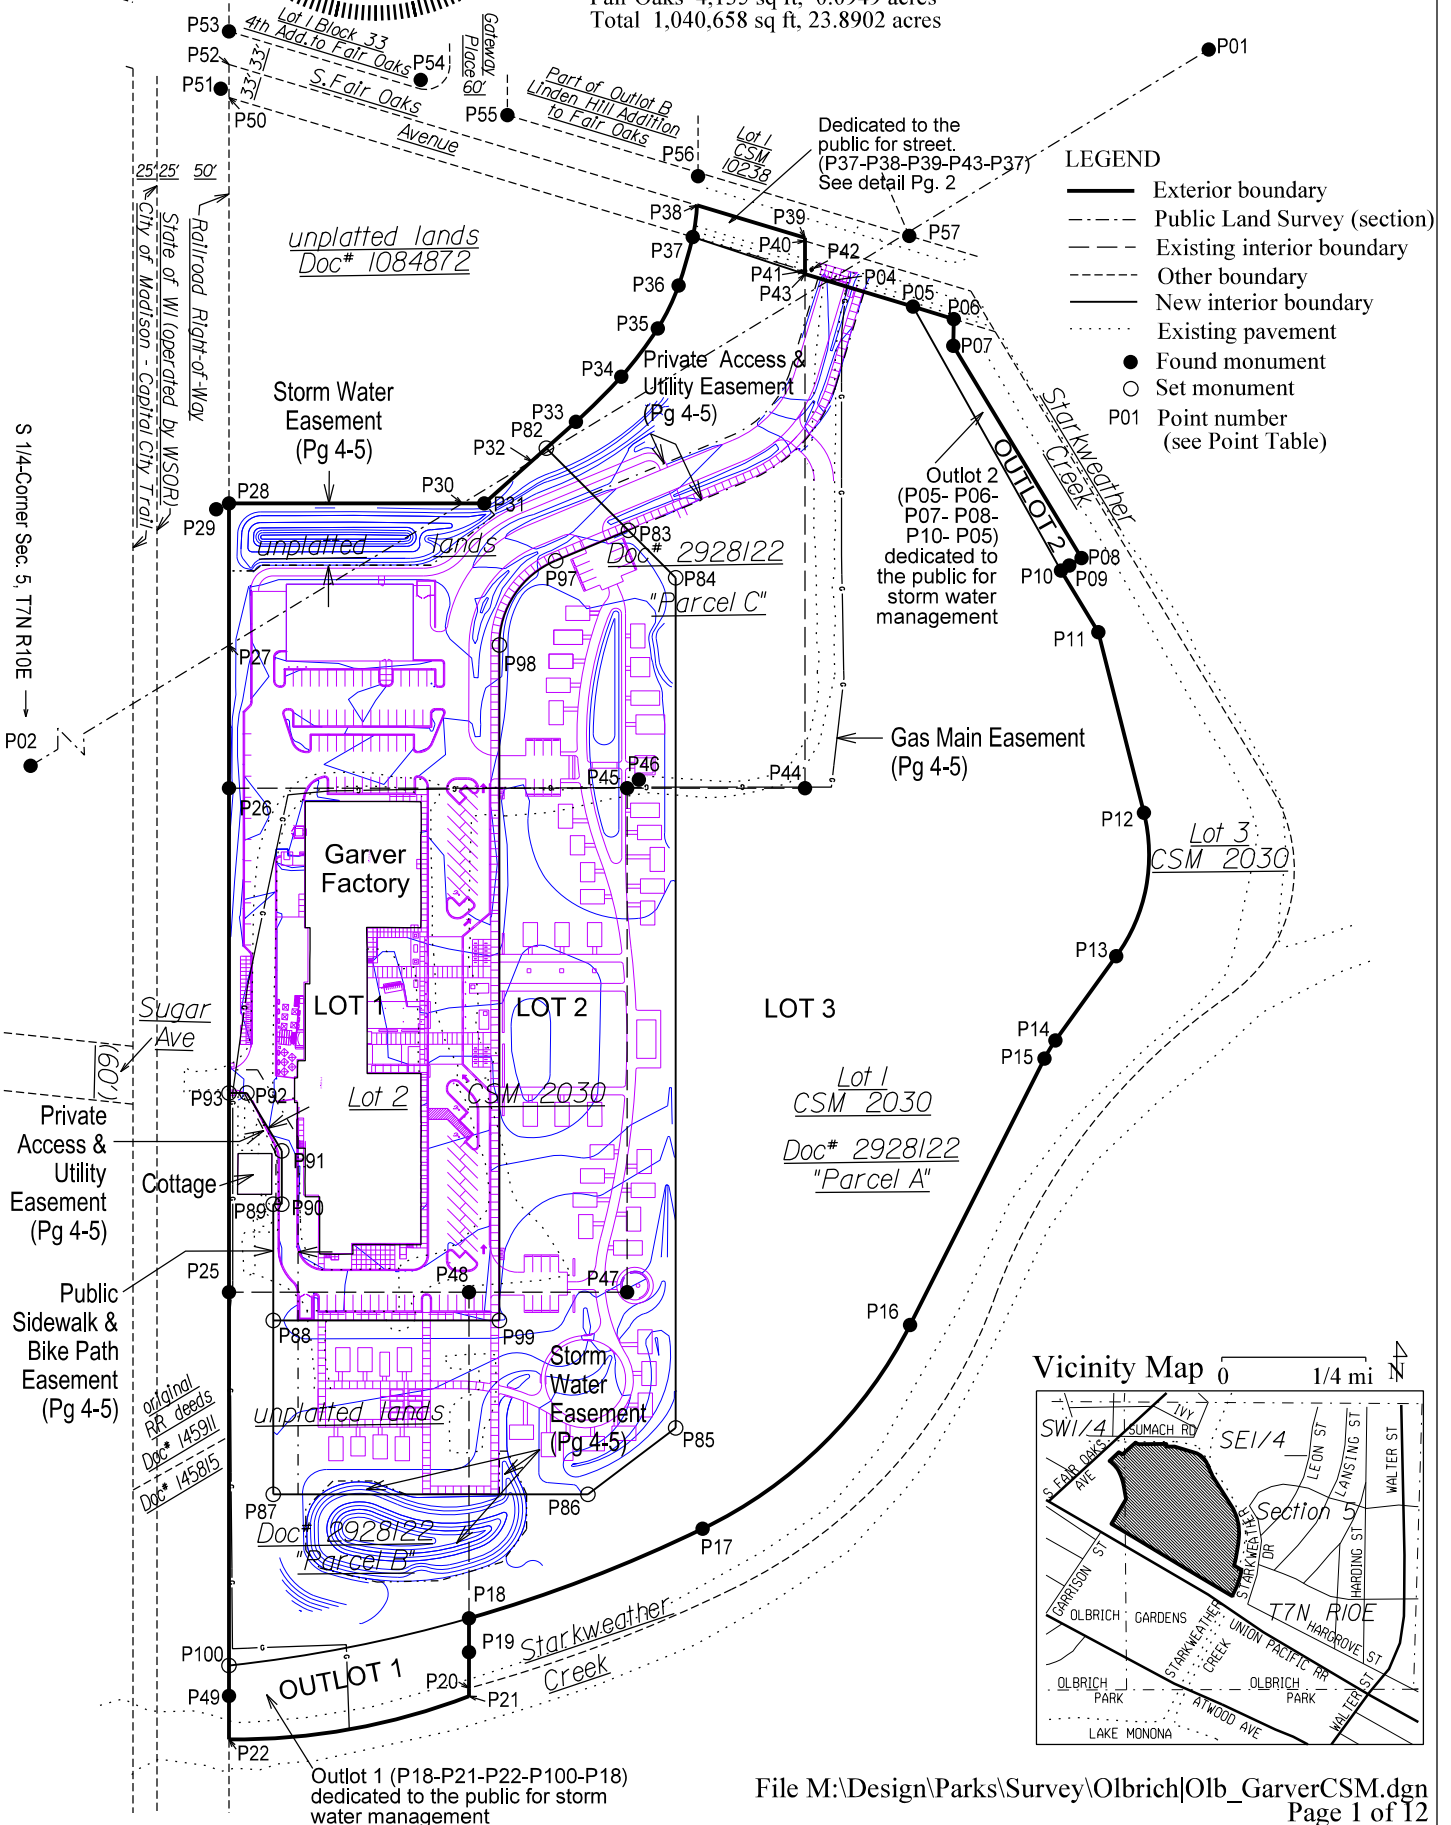 Total 1,040,658 sq ft, 23.8902 acres
P53
Lot 1 Block 33
4th Add. to Fair Oaks
P54
Gateway
Place
60'
P52
33' 33'
S. Fair Oaks
Avenue
P51
P50
P55
Part of Outlot B
Linden Hill Addition
to Fair Oaks
P56
Lot 1
CSM
10238
P01
Dedicated to the
public for street.
(P37-P38-P39-P43-P37)
See detail Pg. 2
LEGEND
Exterior boundary
Public Land Survey (section)
Existing interior boundary
Other boundary
New interior boundary
Existing pavement
Found monument
Set monument
P01 Point number
(see Point Table)
25' 25' 50'
City of Madison - Capital City Trail
State of WI (operated by WSOR)
Railroad Right-of-Way
unplatted lands
Doc# 1084872
P38
P39
P37
P40
P42
P57
P41
P04
P43
P36
P05
P06
P35
P07
P34
Private Access &
Utility Easement
(Pg 4-5)
Storm Water
Easement
(Pg 4-5)
P33
P82
P32
Starkweather
Creek
OUTLOT 2
Outlot 2
(P05- P06-
P07- P08-
P10- P05)
dedicated to
the public for
storm water
management
S 1/4-Corner Sec. 5, T7N R10E
P28
P29
P30
P31
unplatted lands
P83
Doc# 2928122
P97
P84
"Parcel C"
P08
P09
P10
P11
P27
P98
P02
Gas Main Easement
(Pg 4-5)
P26
P45
P46
P44
P12
Lot 3
CSM 2030
Garver
Factory
P13
LOT 1
LOT 2
LOT 3
Sugar
Ave
(60')
P14
P15
P93
P92
Lot 2
CSM 2030
Lot 1
CSM 2030
Doc# 2928122
"Parcel A"
Private
Access &
Utility
Easement
(Pg 4-5)
P91
Cottage
P89
P90
P25
P48
P47
Public
Sidewalk &
Bike Path
Easement
(Pg 4-5)
P88
P99
P16
Storm
Water
Easement
(Pg 4-5)
original
RR deeds
Doc# 145911
Doc# 145815
unplatted lands
P85
P87
P86
Doc# 2928122
"Parcel B"
P17
P18
P19
Starkweather
Creek
P100
OUTLOT 1
P20
P49
P21
P22
Outlot 1 (P18-P21-P22-P100-P18)
dedicated to the public for storm
water management
Vicinity Map 0 1/4 mi N
SW1/4
IVY
SUMACH RD
SE1/4
S FAIR OAKS
AVE
LEON ST
LANSING ST
WALTER ST
Section 5
STARKWEATHER
DR
HARDING ST
GARRISON ST
T7N R10E
OLBRICH GARDENS
STARKWEATHER
CREEK
UNION PACIFIC RR
HARGROVE ST
OLBRICH
PARK
OLBRICH
PARK
WALTER ST
ATWOOD AVE
LAKE MONONA
File M:\Design\Parks\Survey\Olbrich|Olb_GarverCSM.dgn
Page 1 of 12